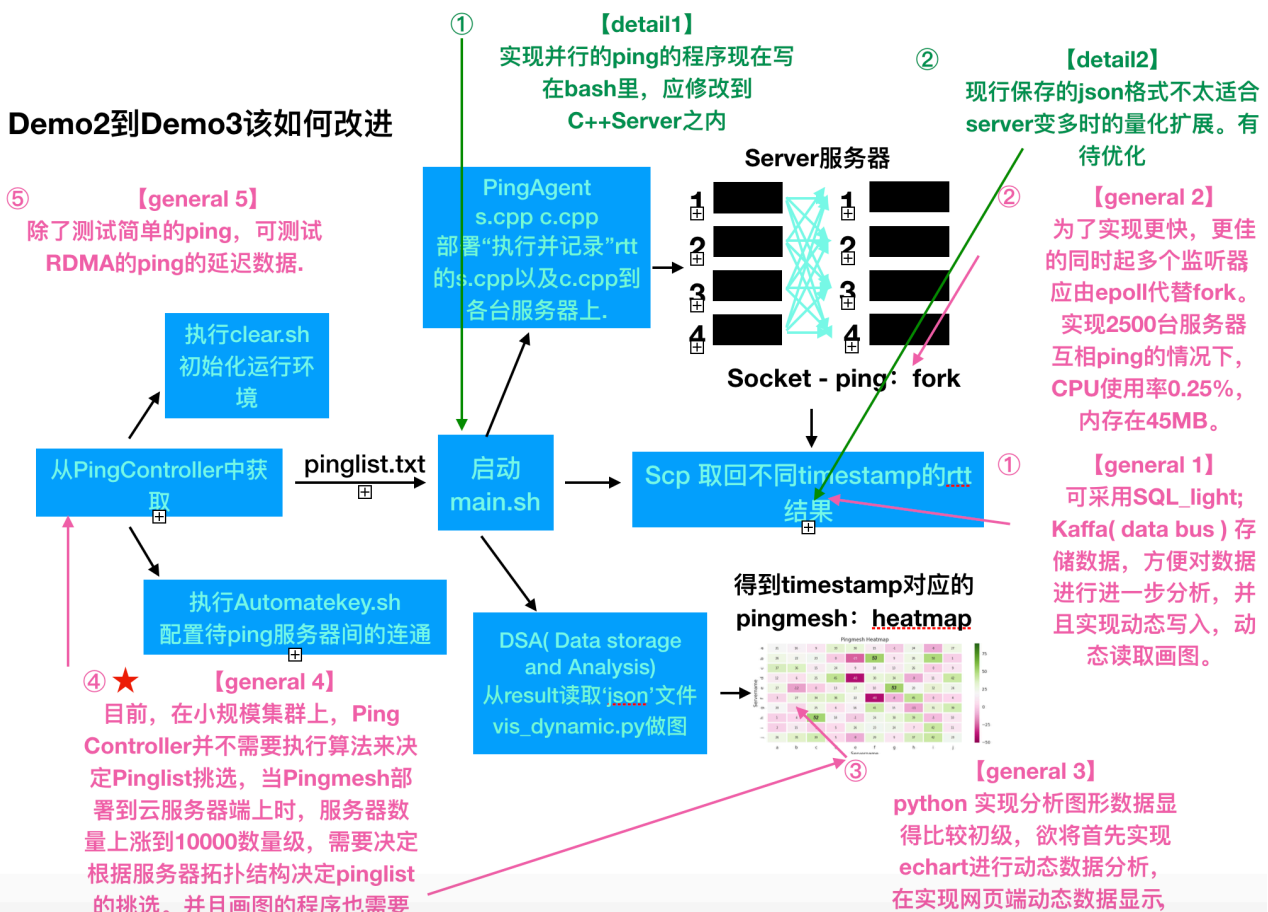 ①
【detail1】
实现并行的ping的程序现在写
在bash里，应修改到
C++Server之内
②
【detail2】
现行保存的json格式不太适合
server变多时的量化扩展。有
待优化
Demo2到Demo3该如何改进
⑤
【general 5】
除了测试简单的ping，可测试
RDMA的ping的延迟数据.
PingAgent
s.cpp c.cpp
部署“执行并记录”rtt
的s.cpp以及c.cpp到
各台服务器上.
Server服务器
1
2
3
4
1
2
3
4
Socket - ping：fork
②
【general 2】
为了实现更快，更佳
的同时起多个监听器
应由epoll代替fork。
实现2500台服务器
互相ping的情况下，
CPU使用率0.25%，
内存在45MB。
执行clear.sh
初始化运行环
境
从PingController中获
取
pinglist.txt
启动
main.sh
Scp 取回不同timestamp的rtt
结果
①
【general 1】
可采用SQL_light;
Kaffa( data bus ) 存
储数据，方便对数据
进行进一步分析，并
且实现动态写入，动
态读取画图。
执行Automatekey.sh
配置待ping服务器间的连通
DSA( Data storage
and Analysis)
从result读取‘json’文件
vis_dynamic.py做图
得到timestamp对应的
pingmesh：heatmap
Pingmesh Heatmap
④
【general 4】
目前，在小规模集群上，Ping
Controller并不需要执行算法来决
定Pinglist挑选，当Pingmesh部
署到云服务器端上时，服务器数
量上涨到10000数量级，需要决定
根据服务器拓扑结构决定pinglist
的挑选。并且画图的程序也需要
③
【general 3】
python 实现分析图形数据显
得比较初级，欲将首先实现
echart进行动态数据分析，
在实现网页端动态数据显示，